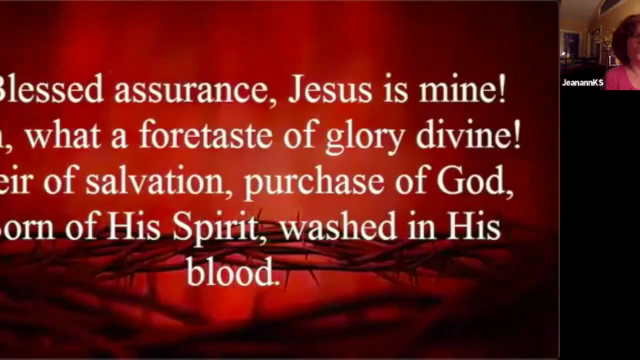 Blessed assurance, Jesus is mine!
, what a foretaste of glory divine!
eir of salvation, purchase of God,
Born of His Spirit, washed in His
blood.
JeanannKS